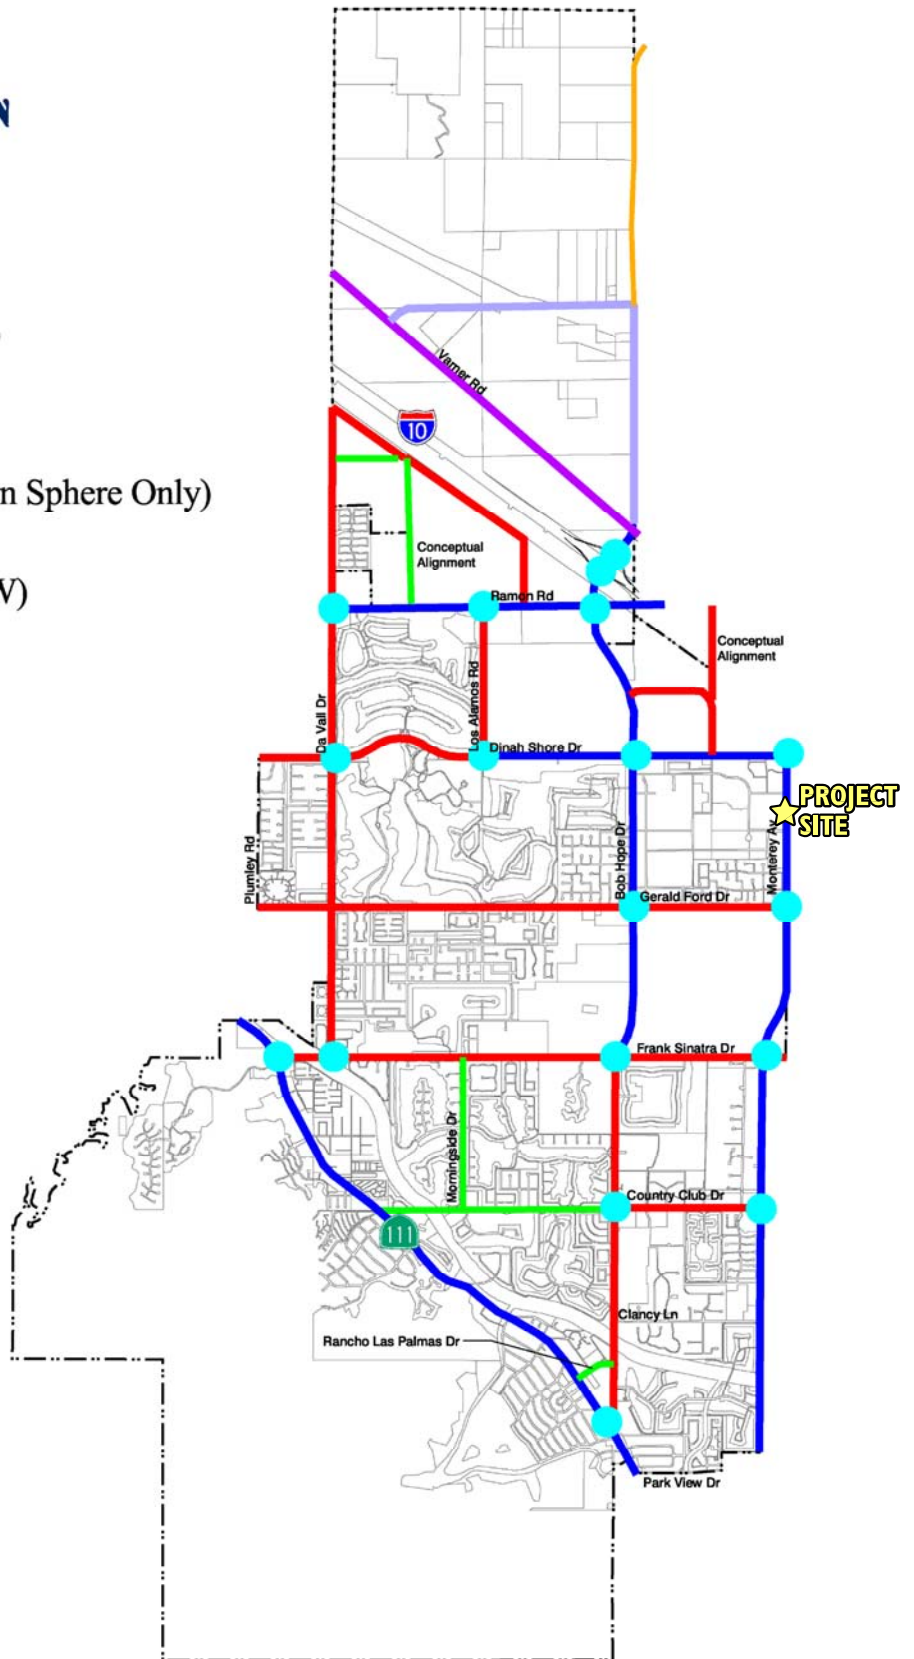 N
n Sphere Only)
V)
Varner Rd
10
Conceptual
Alignment
Ramon Rd
Conceptual
Alignment
Los Alamos Rd
Da Vall Dr
Dinah Shore Dr
PROJECT
SITE
Plumley Rd
Bob Hope Dr
Monterey Av
Gerald Ford Dr
Frank Sinatra Dr
Morningside Dr
Country Club Dr
111
Clancy Ln
Rancho Las Palmas Dr
Park View Dr